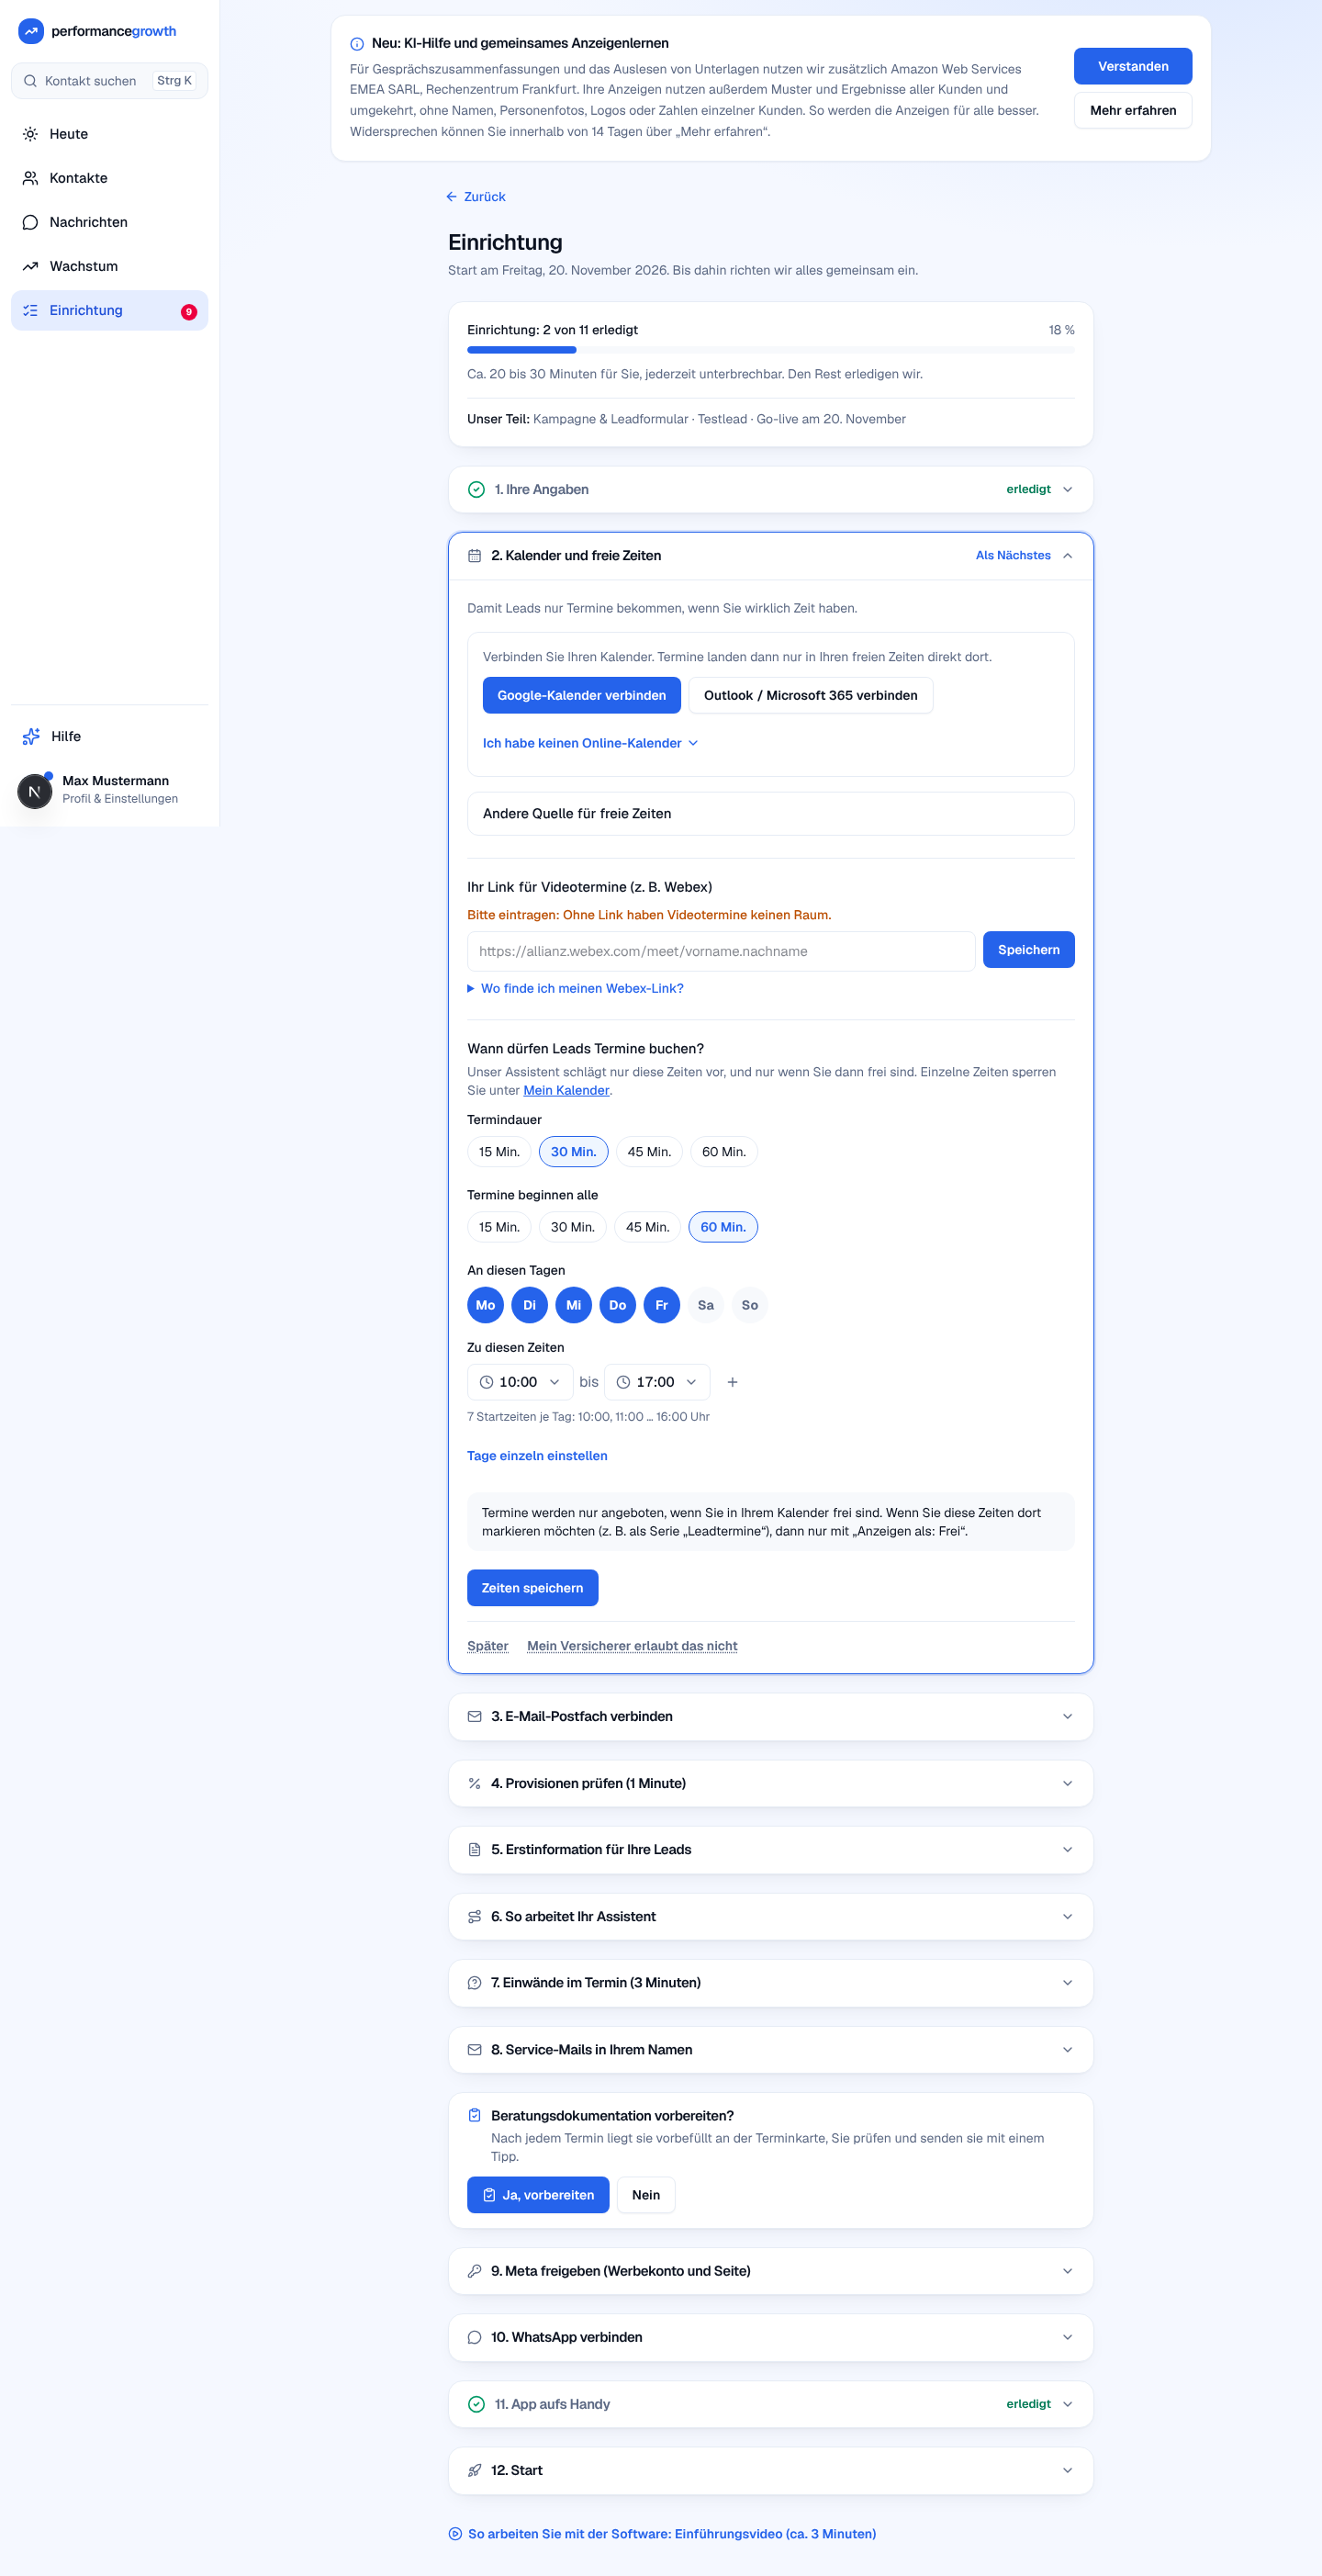 performancegrowth
Kontakt suchen Strg K
Heute
Kontakte
Nachrichten
Wachstum
Einrichtung 9
Hilfe
Max Mustermann
Profil & Einstellungen
Neu: KI-Hilfe und gemeinsames Anzeigenlernen
Für Gesprächszusammenfassungen und das Auslesen von Unterlagen nutzen wir zusätzlich Amazon Web Services
EMEA SARL, Rechenzentrum Frankfurt. Ihre Anzeigen nutzen außerdem Muster und Ergebnisse aller Kunden und
umgekehrt, ohne Namen, Personenfotos, Logos oder Zahlen einzelner Kunden. So werden die Anzeigen für alle besser.
Widersprechen können Sie innerhalb von 14 Tagen über „Mehr erfahren“.
Verstanden
Mehr erfahren
Zurück
Einrichtung
Start am Freitag, 20. November 2026. Bis dahin richten wir alles gemeinsam ein.
Einrichtung: 2 von 11 erledigt 18 %
Ca. 20 bis 30 Minuten für Sie, jederzeit unterbrechbar. Den Rest erledigen wir.
Unser Teil: Kampagne & Leadformular · Testlead · Go-live am 20. November
1. Ihre Angaben erledigt
2. Kalender und freie Zeiten Als Nächstes
Damit Leads nur Termine bekommen, wenn Sie wirklich Zeit haben.
Verbinden Sie Ihren Kalender. Termine landen dann nur in Ihren freien Zeiten direkt dort.
Google-Kalender verbinden Outlook / Microsoft 365 verbinden
Ich habe keinen Online-Kalender
Andere Quelle für freie Zeiten
Ihr Link für Videotermine (z. B. Webex)
Bitte eintragen: Ohne Link haben Videotermine keinen Raum.
https://allianz.webex.com/meet/vorname.nachname Speichern
Wo finde ich meinen Webex-Link?
Wann dürfen Leads Termine buchen?
Unser Assistent schlägt nur diese Zeiten vor, und nur wenn Sie dann frei sind. Einzelne Zeiten sperren
Sie unter Mein Kalender.
Termindauer
15 Min. 30 Min. 45 Min. 60 Min.
Termine beginnen alle
15 Min. 30 Min. 45 Min. 60 Min.
An diesen Tagen
Mo Di Mi Do Fr Sa So
Zu diesen Zeiten
10:00 bis 17:00 +
7 Startzeiten je Tag: 10:00, 11:00 … 16:00 Uhr
Tage einzeln einstellen
Termine werden nur angeboten, wenn Sie in Ihrem Kalender frei sind. Wenn Sie diese Zeiten dort
markieren möchten (z. B. als Serie „Leadtermine“), dann nur mit „Anzeigen als: Frei“.
Zeiten speichern
Später Mein Versicherer erlaubt das nicht
3. E-Mail-Postfach verbinden
4. Provisionen prüfen (1 Minute)
5. Erstinformation für Ihre Leads
6. So arbeitet Ihr Assistent
7. Einwände im Termin (3 Minuten)
8. Service-Mails in Ihrem Namen
Beratungsdokumentation vorbereiten?
Nach jedem Termin liegt sie vorbefüllt an der Terminkarte, Sie prüfen und senden sie mit einem
Tipp.
Ja, vorbereiten Nein
9. Meta freigeben (Werbekonto und Seite)
10. WhatsApp verbinden
11. App aufs Handy erledigt
12. Start
So arbeiten Sie mit der Software: Einführungsvideo (ca. 3 Minuten)